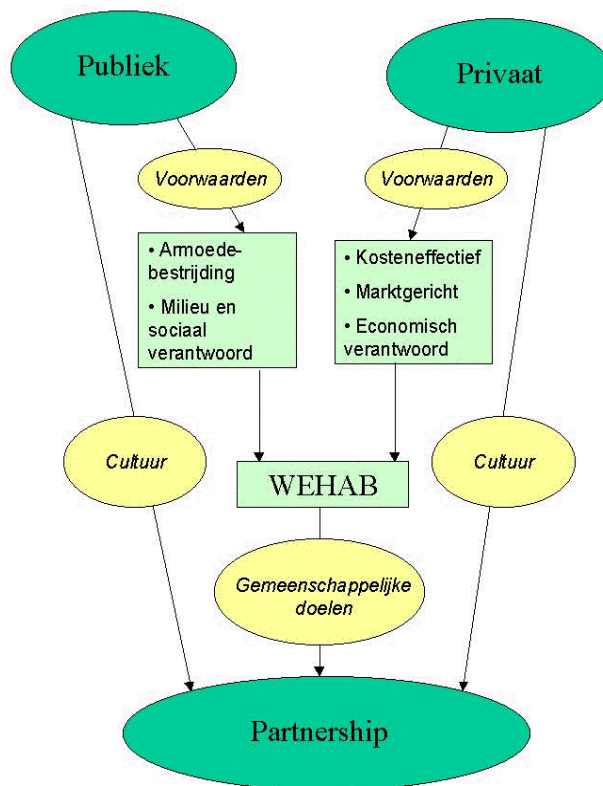 Publiek
Privaat
Voorwaarden
Voorwaarden
• Armoede-
bestrijding
• Milieu en
sociaal
verantwoord
• Kosteneffectief
• Marktgericht
• Economisch
verantwoord
Cultuur
Cultuur
WEHAB
Gemeenschappelijke
doelen
Partnership